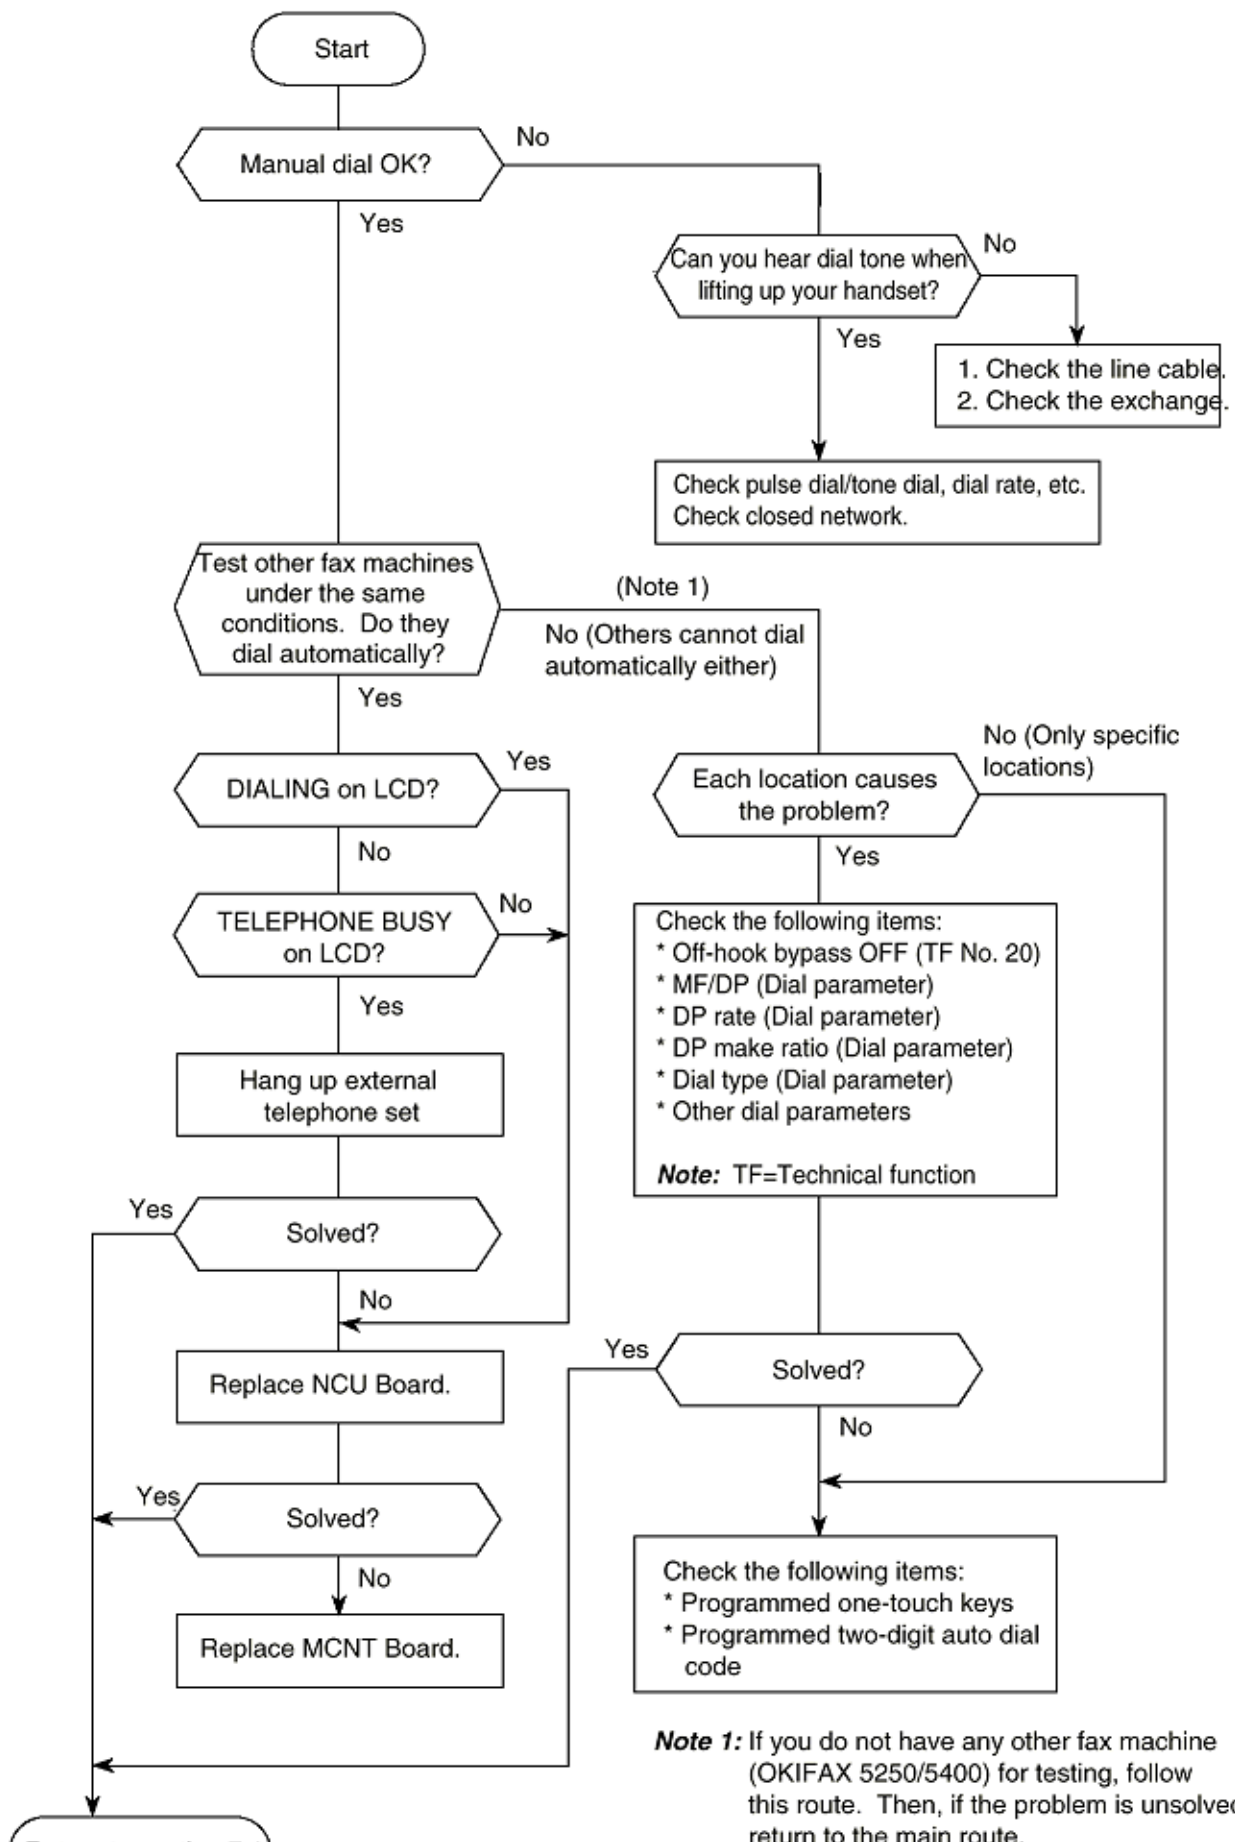 Start
Manual dial OK?
No
Yes
Can you hear dial tone when
lifting up your handset?
No
Yes
1. Check the line cable.
2. Check the exchange.
Check pulse dial/tone dial, dial rate, etc.
Check closed network.
Test other fax machines
under the same
conditions. Do they
dial automatically?
(Note 1)
No (Others cannot dial
automatically either)
Yes
DIALING on LCD?
Yes
No
Each location causes
the problem?
No (Only specific
locations)
Yes
TELEPHONE BUSY
on LCD?
No
Yes
Check the following items:
* Off-hook bypass OFF (TF No. 20)
* MF/DP (Dial parameter)
* DP rate (Dial parameter)
* DP make ratio (Dial parameter)
* Dial type (Dial parameter)
* Other dial parameters
Note: TF=Technical function
Hang up external
telephone set
Yes
Solved?
No
Replace NCU Board.
Yes
Solved?
No
Yes
Solved?
No
Replace MCNT Board.
Check the following items:
* Programmed one-touch keys
* Programmed two-digit auto dial
code
Note 1: If you do not have any other fax machine
(OKIFAX 5250/5400) for testing, follow
this route. Then, if the problem is unsolved
return to the main route.